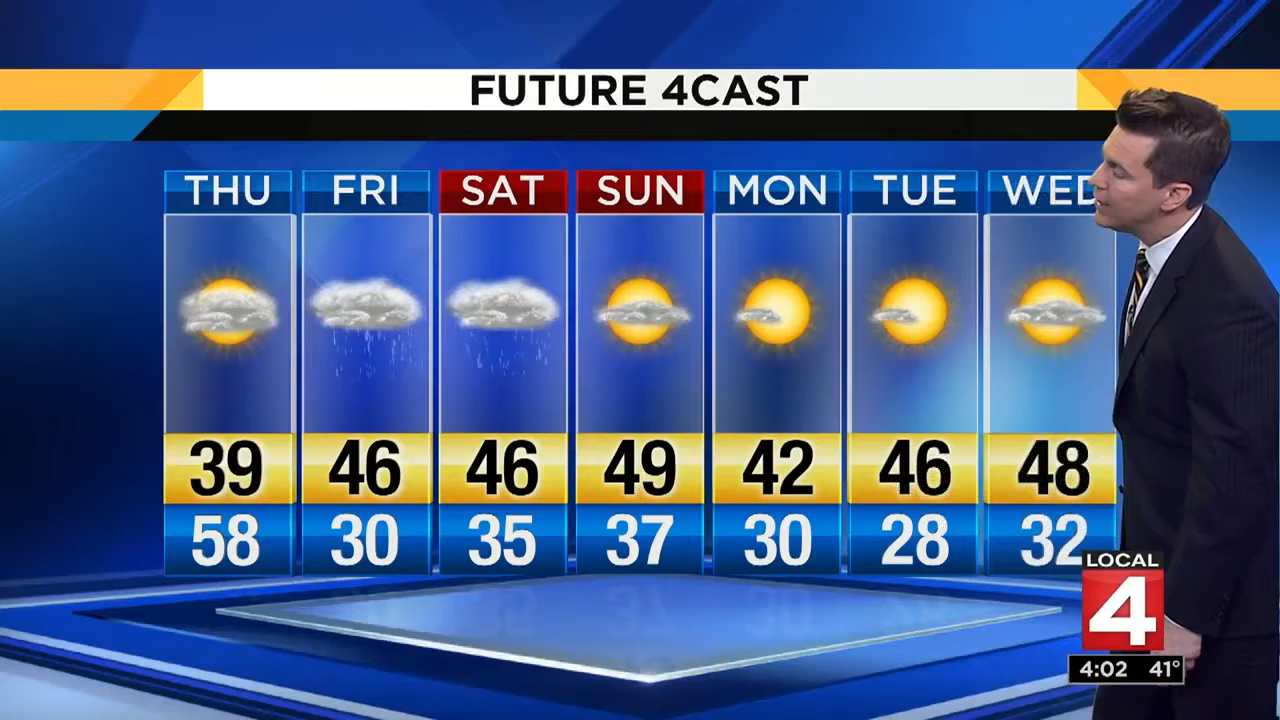 FUTURE 4CAST
THU FRI SAT SUN MON TUE WED
39 46 46 49 42 46 48
58 30 35 37 30 28 32
LOCAL
4
4:02 41°